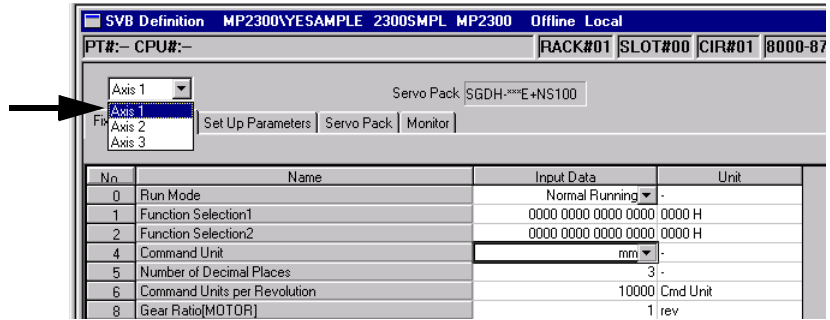 SVB Definition MP2300\YESAMPLE 2300SMPL MP2300 Offline Local
PT#:– CPU#:– RACK#01 SLOT#00 CIR#01 8000-87
Axis 1 Servo Pack SGDH-***E+NS100
Axis 1
Axis 2
Axis 3
Set Up Parameters Servo Pack Monitor
No Name Input Data Unit
0 Run Mode Normal Running -
1 Function Selection1 0000 0000 0000 0000 0000 H
2 Function Selection2 0000 0000 0000 0000 0000 H
4 Command Unit mm -
5 Number of Decimal Places 3 -
6 Command Units per Revolution 10000 Cmd Unit
8 Gear Ratio[MOTOR] 1 rev